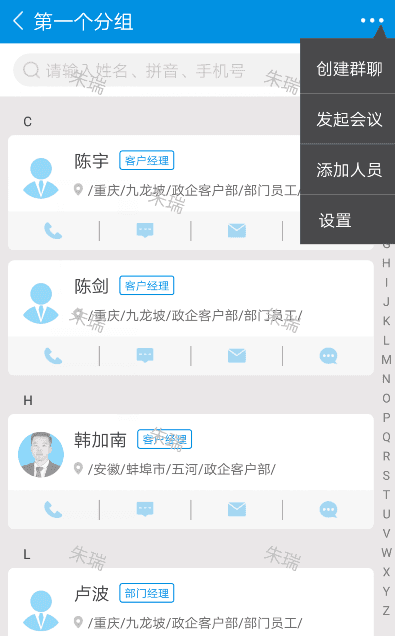 第一个分组
请输入姓名、拼音、手机号
创建群聊
发起会议
添加人员
设置
C
陈宇 客户经理
/重庆/九龙坡/政企客户部/部门员工/
陈剑 客户经理
/重庆/九龙坡/政企客户部/部门员工/
H
韩加南 客户经理
/安徽/蚌埠市/五河/政企客户部/
L
卢波 部门经理
/重庆/九龙坡/政企客户部/部门员工/
G
H
I
J
K
L
M
N
O
P
Q
R
S
T
U
V
W
X
Y
Z
朱瑞
朱瑞
朱瑞
朱瑞
朱瑞
朱瑞
朱瑞
朱瑞